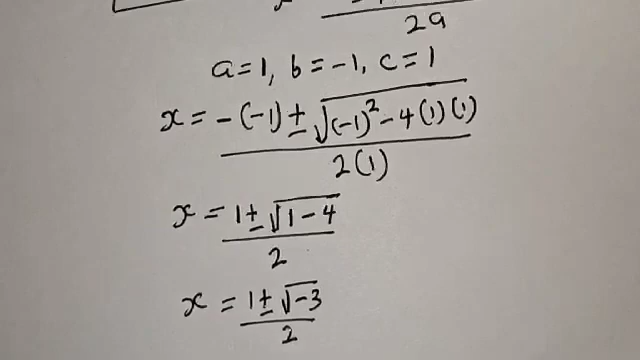 2a
a=1, b=-1, c=1
x = -(-1) ± √(-1)² - 4(1)(1)
2(1)
x = 1 ± √1-4
2
x = 1 ± √-3
2